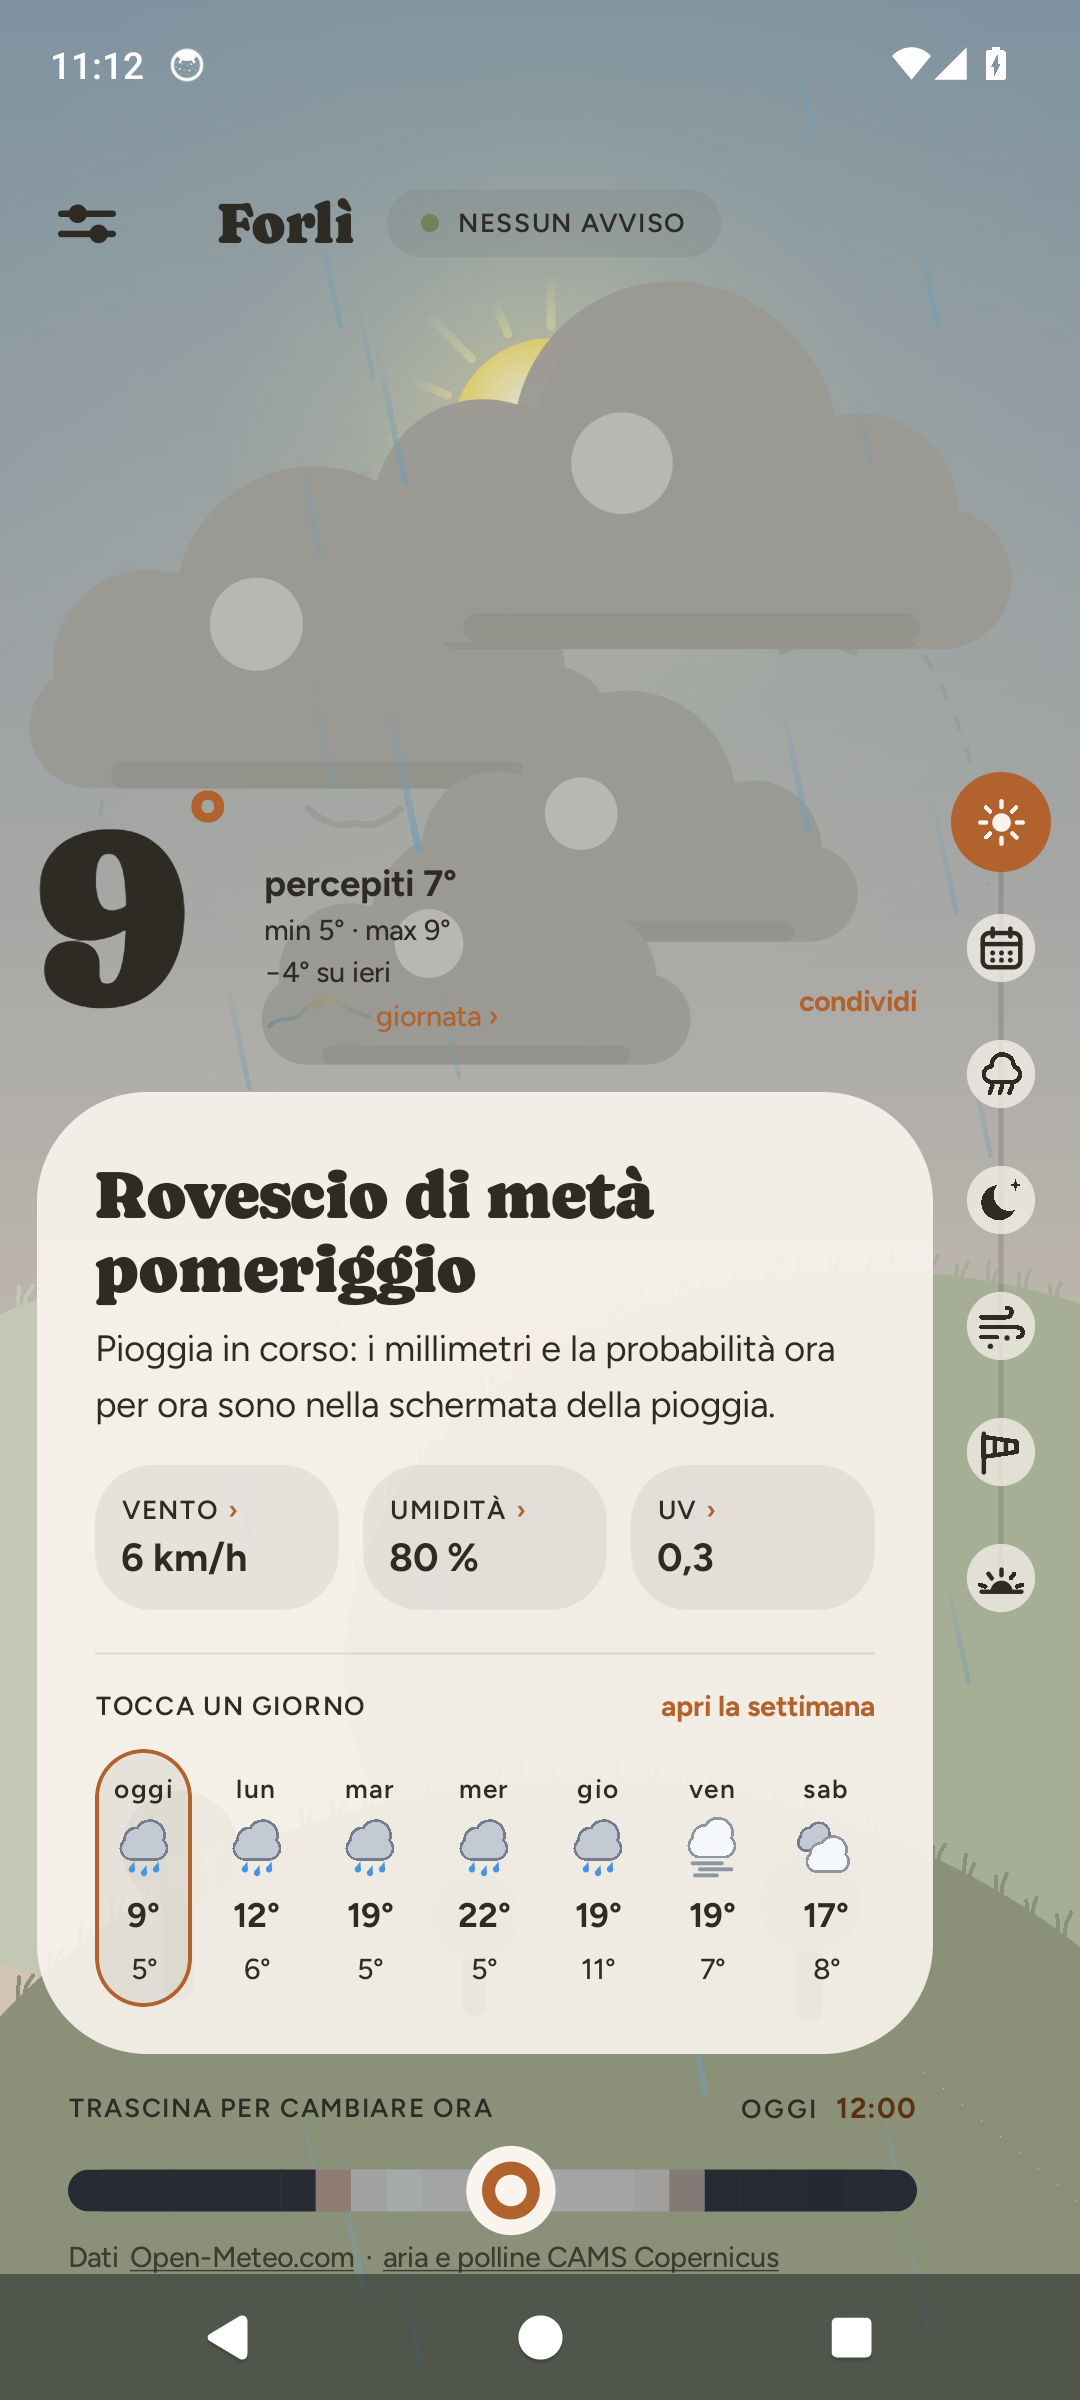 11:12
Forlì
NESSUN AVVISO
9
percepiti 7°
min 5° · max 9°
−4° su ieri
giornata ›
condividi
Rovescio di metà
pomeriggio
Pioggia in corso: i millimetri e la probabilità ora
per ora sono nella schermata della pioggia.
VENTO › UMIDITÀ › UV ›
6 km/h 80 % 0,3
TOCCA UN GIORNO apri la settimana
oggi lun mar mer gio ven sab
9° 12° 19° 22° 19° 19° 17°
5° 6° 5° 5° 11° 7° 8°
TRASCINA PER CAMBIARE ORA OGGI 12:00
Dati Open-Meteo.com · aria e polline CAMS Copernicus